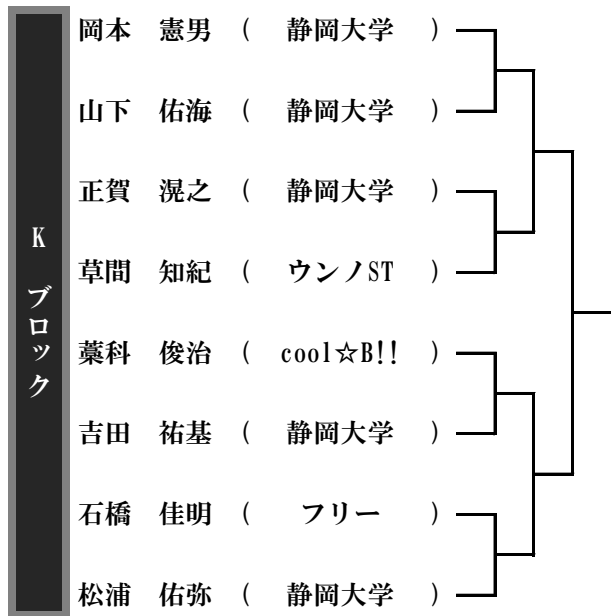 K ブロック
岡本 憲男 ( 静岡大学 )
山下 佑海 ( 静岡大学 )
正賀 滉之 ( 静岡大学 )
草間 知紀 ( ウンノST )
藁科 俊治 ( cool☆B!! )
吉田 祐基 ( 静岡大学 )
石橋 佳明 ( フリー )
松浦 佑弥 ( 静岡大学 )